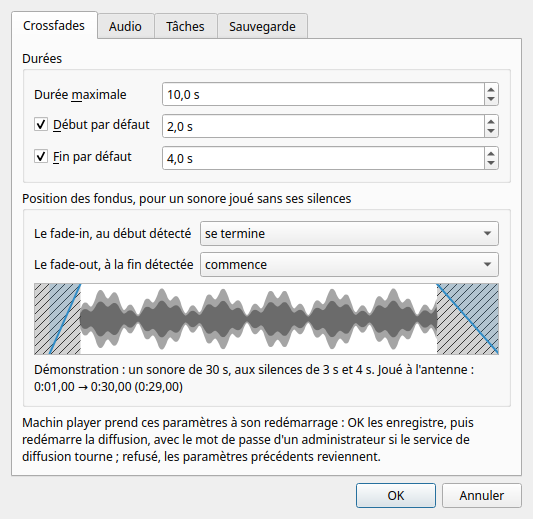 Crossfades
Audio
Tâches
Sauvegarde
Durées
Durée maximale
10,0 s
Début par défaut
2,0 s
Fin par défaut
4,0 s
Position des fondus, pour un sonore joué sans ses silences
Le fade-in, au début détecté
se termine
Le fade-out, à la fin détectée
commence
Démonstration : un sonore de 30 s, aux silences de 3 s et 4 s. Joué à l'antenne :
0:01,00 → 0:30,00 (0:29,00)
Machin player prend ces paramètres à son redémarrage : OK les enregistre, puis
redémarre la diffusion, avec le mot de passe d'un administrateur si le service de
diffusion tourne ; refusé, les paramètres précédents reviennent.
OK
Annuler